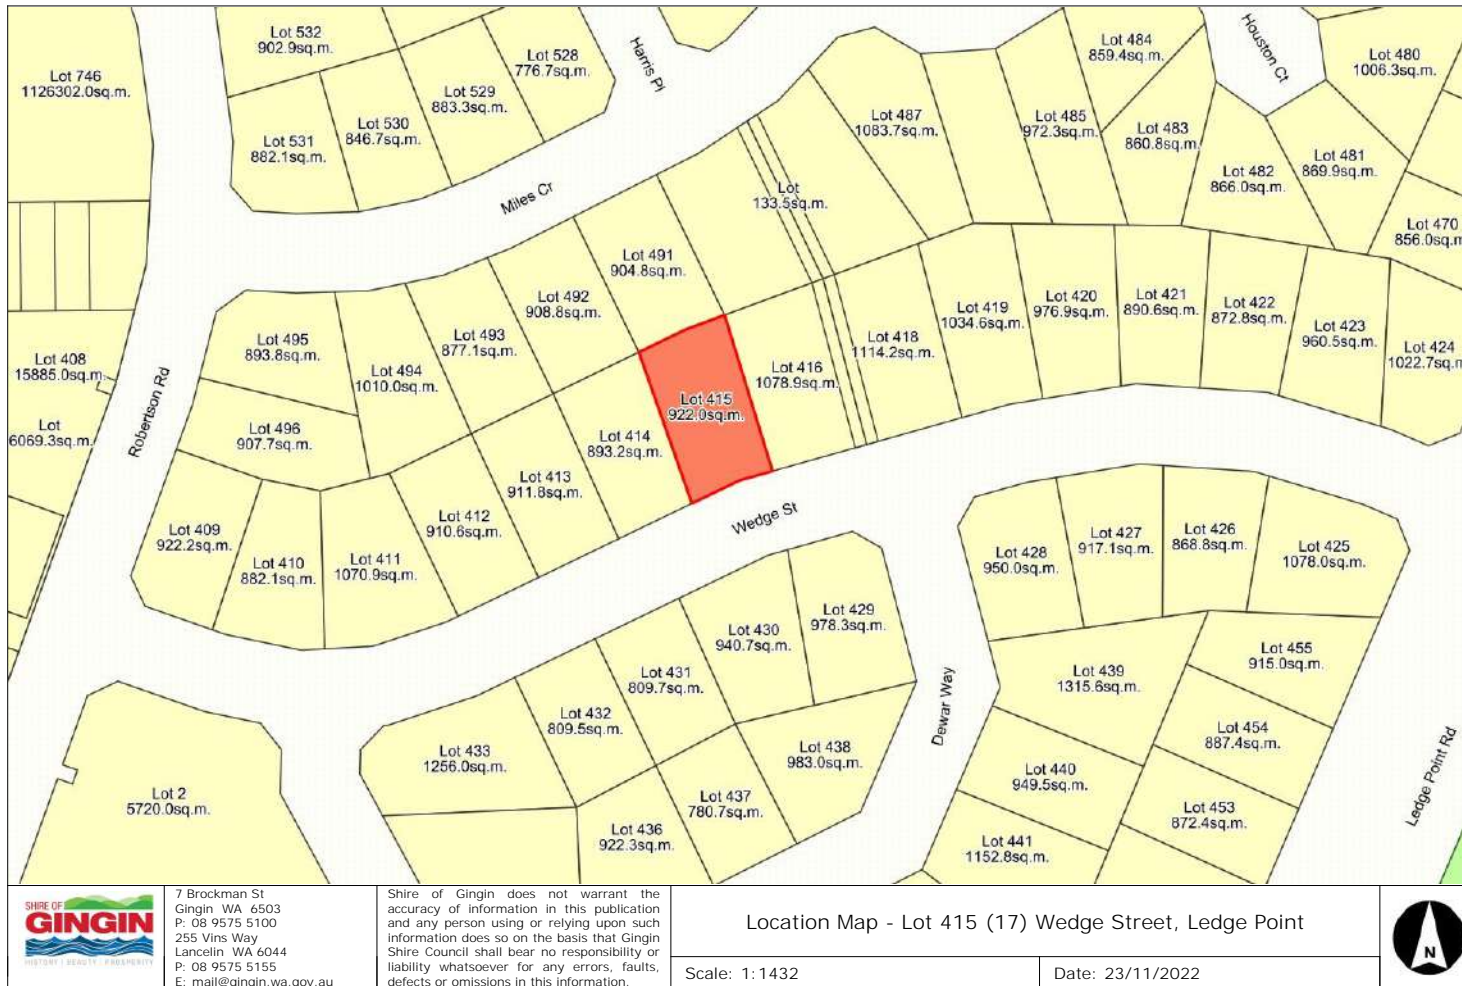 Lot 532
902.9sq.m.
Lot 528
776.7sq.m.
Harris Pl
Lot 746
1126302.0sq.m.
Lot 529
883.3sq.m.
Lot 530
846.7sq.m.
Lot 531
882.1sq.m.
Miles Cr
Lot 484
859.4sq.m.
Houston Ct
Lot 480
1006.3sq.m.
Lot 487
1083.7sq.m.
Lot 485
972.3sq.m.
Lot 483
860.8sq.m.
Lot 482
866.0sq.m.
Lot 481
869.9sq.m.
Lot
133.5sq.m.
Lot 470
856.0sq.m
Lot 491
904.8sq.m.
Lot 492
908.8sq.m.
Lot 493
877.1sq.m.
Lot 495
893.8sq.m.
Lot 494
1010.0sq.m.
Lot 496
907.7sq.m.
Lot 408
15885.0sq.m.
Lot
6069.3sq.m.
Robertson Rd
Lot 415
922.0sq.m.
Lot 416
1078.9sq.m.
Lot 418
1114.2sq.m.
Lot 419
1034.6sq.m.
Lot 420
976.9sq.m.
Lot 421
890.6sq.m.
Lot 422
872.8sq.m.
Lot 423
960.5sq.m.
Lot 424
1022.7sq.m.
Lot 414
893.2sq.m.
Lot 413
911.8sq.m.
Lot 412
910.6sq.m.
Lot 411
1070.9sq.m.
Lot 410
882.1sq.m.
Lot 409
922.2sq.m.
Wedge St
Lot 428
950.0sq.m.
Lot 427
917.1sq.m.
Lot 426
868.8sq.m.
Lot 425
1078.0sq.m.
Lot 429
978.3sq.m.
Lot 430
940.7sq.m.
Lot 431
809.7sq.m.
Lot 432
809.5sq.m.
Lot 433
1256.0sq.m.
Lot 438
983.0sq.m.
Lot 437
780.7sq.m.
Lot 436
922.3sq.m.
Dewar Way
Lot 439
1315.6sq.m.
Lot 455
915.0sq.m.
Lot 454
887.4sq.m.
Lot 440
949.5sq.m.
Lot 453
872.4sq.m.
Lot 441
1152.8sq.m.
Ledge Point Rd
Lot 2
5720.0sq.m.
SHIRE OF
GINGIN
HISTORY | BEAUTY | PROSPERITY
7 Brockman St
Gingin WA 6503
P: 08 9575 5100
255 Vins Way
Lancelin WA 6044
P: 08 9575 5155
E: mail@gingin.wa.gov.au
Shire of Gingin does not warrant the
accuracy of information in this publication
and any person using or relying upon such
information does so on the basis that Gingin
Shire Council shall bear no responsibility or
liability whatsoever for any errors, faults,
defects or omissions in this information.
Location Map - Lot 415 (17) Wedge Street, Ledge Point
Scale: 1:1432
Date: 23/11/2022
N